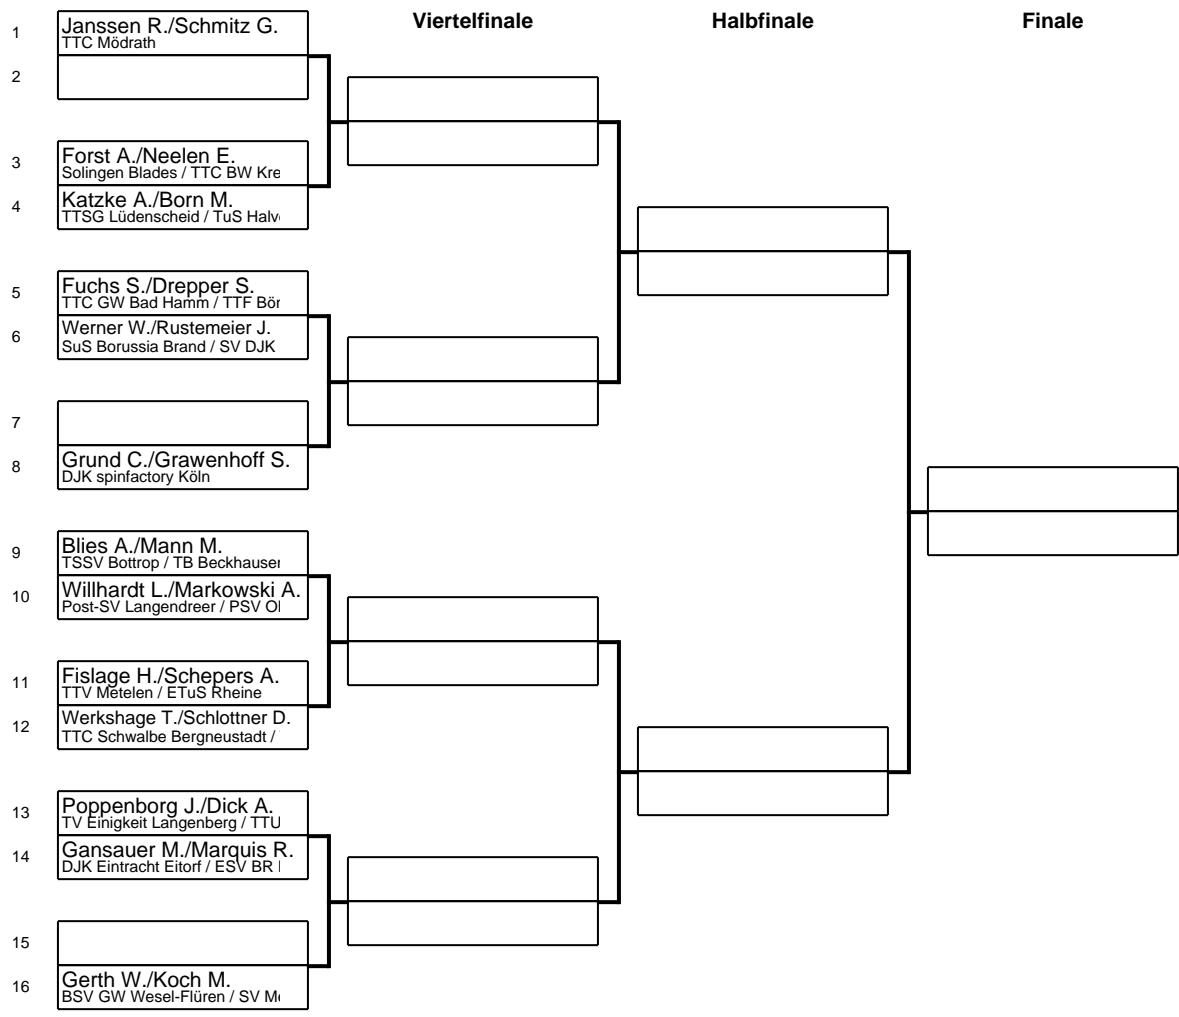 Viertelfinale
Halbfinale
Finale
1
Janssen R./Schmitz G.
TTC Mödrath
2
3
Forst A./Neelen E.
Solingen Blades / TTC BW Kre
4
Katzke A./Born M.
TTSG Lüdenscheid / TuS Halv
5
Fuchs S./Drepper S.
TTC GW Bad Hamm / TTF Bör
6
Werner W./Rustemeier J.
SuS Borussia Brand / SV DJK
7
8
Grund C./Grawenhoff S.
DJK spinfactory Köln
9
Blies A./Mann M.
TSSV Bottrop / TB Beckhauser
10
Willhardt L./Markowski A.
Post-SV Langendreer / PSV
11
Fislage H./Schepers A.
TTV Metelen / ETuS Rheine
12
Werkshage T./Schlottner D.
TTC Schwalbe Bergneustadt /
13
Poppenborg J./Dick A.
TV Einigkeit Langenberg / TTU
14
Gansauer M./Marquis R.
DJK Eintracht Eitorf / ESV BR
15
16
Gerth W./Koch M.
BSV GW Wesel-Flüren / SV